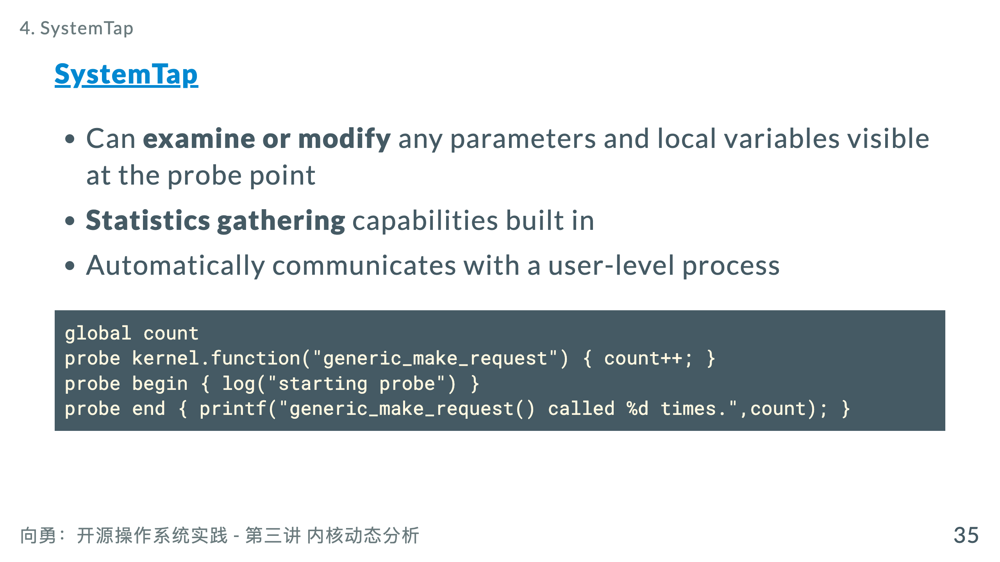 4. SystemTap
SystemTap
• Can examine or modify any parameters and local variables visible
at the probe point
• Statistics gathering capabilities built in
• Automatically communicates with a user-level process
global count
probe kernel.function("generic_make_request") { count++; }
probe begin { log("starting probe") }
probe end { printf("generic_make_request() called %d times.",count); }
向勇：开源操作系统实践 - 第三讲 内核动态分析
35